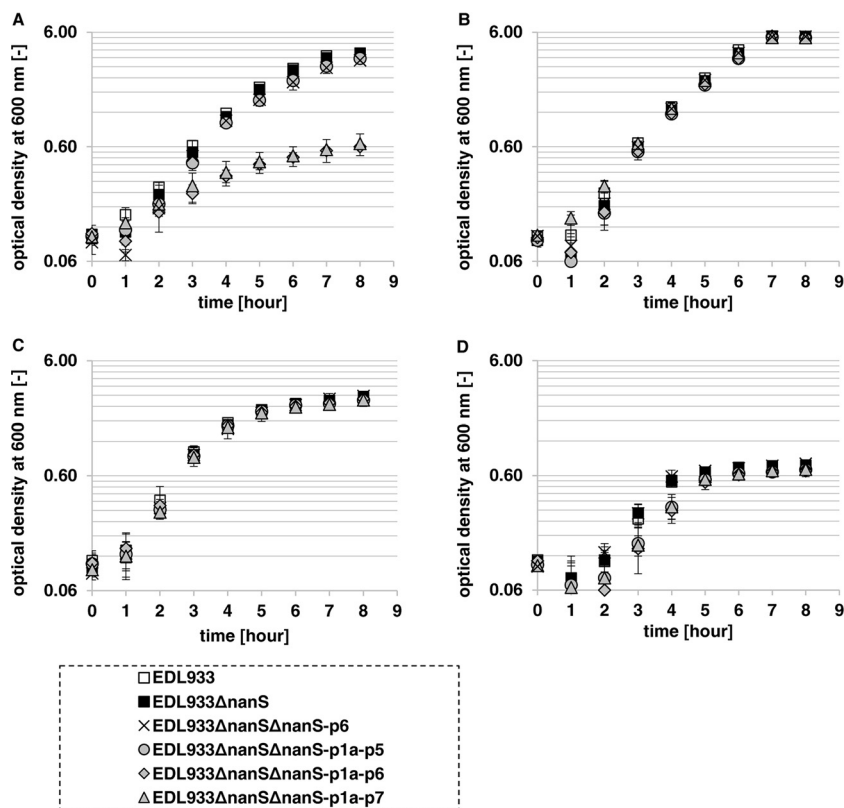 A
6.00
0.60
0.06
optical density at 600 nm [-]
0 1 2 3 4 5 6 7 8 9
time [hour]
B
6.00
0.60
0.06
optical density at 600 nm [-]
0 1 2 3 4 5 6 7 8 9
time [hour]
C
6.00
0.60
0.06
optical density at 600 nm [-]
0 1 2 3 4 5 6 7 8 9
time [hour]
D
6.00
0.60
0.06
optical density at 600 nm [-]
0 1 2 3 4 5 6 7 8 9
time [hour]
EDL933
EDL933ΔnanS
EDL933ΔnanSΔnanS-p6
EDL933ΔnanSΔnanS-p1a-p5
EDL933ΔnanSΔnanS-p1a-p6
EDL933ΔnanSΔnanS-p1a-p7